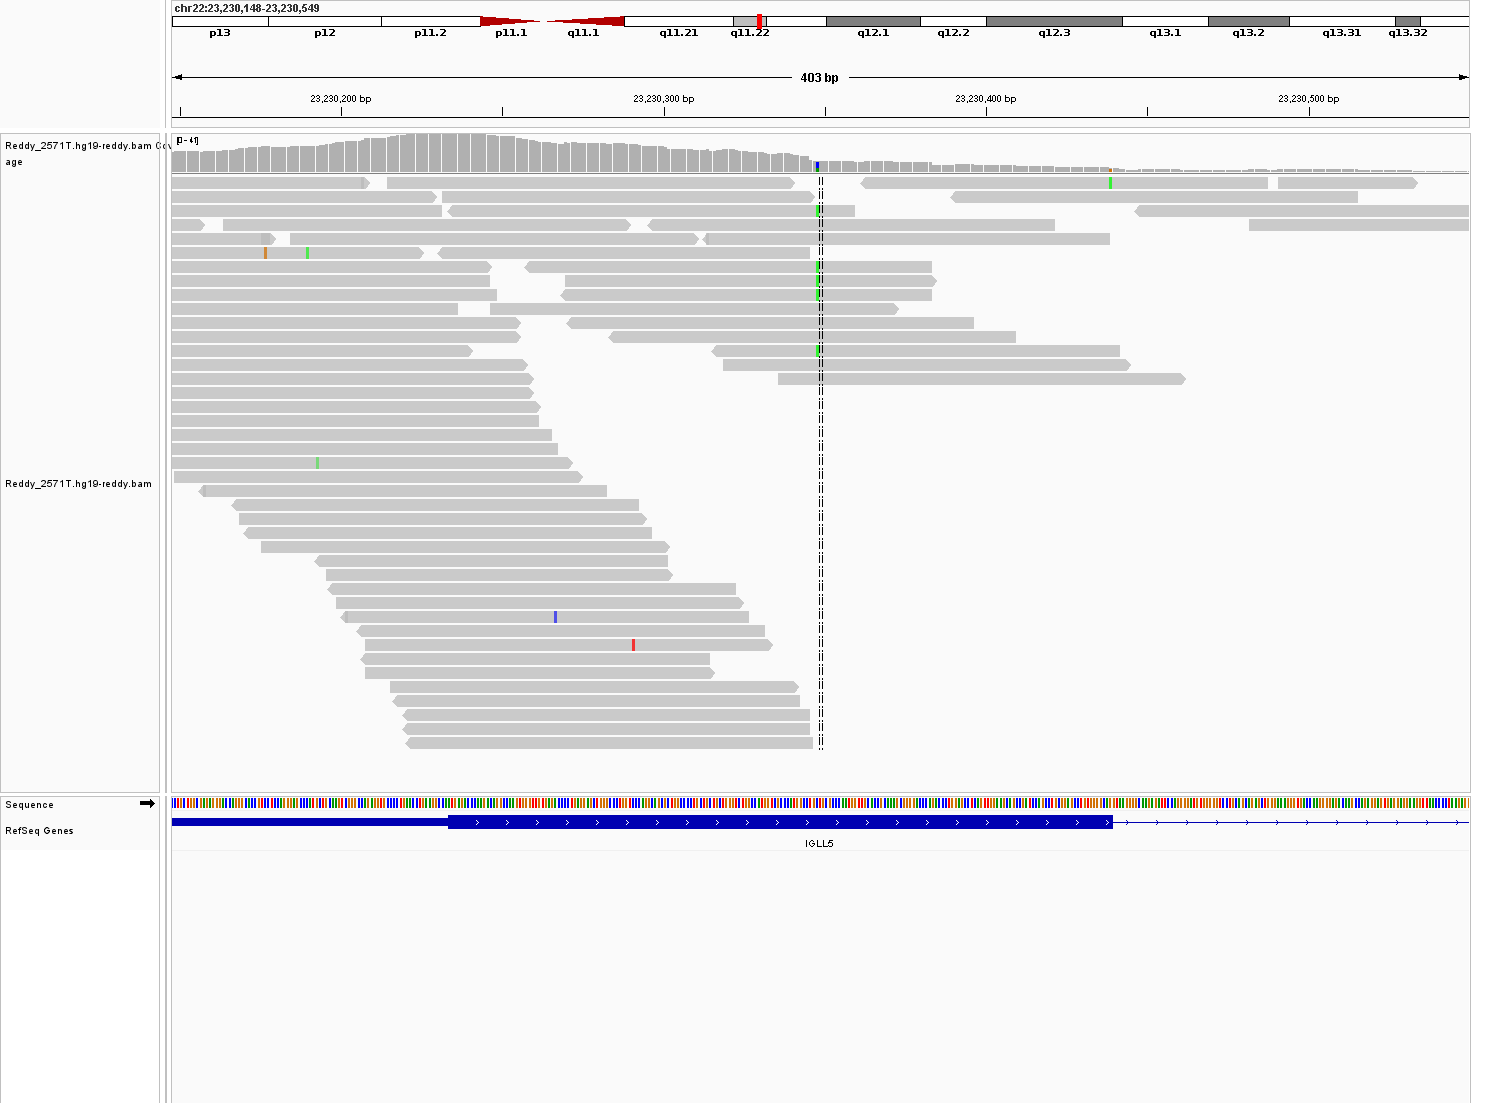 chr22:23,230,148-23,230,549
p13 p12 p11.2 p11.1 q11.1 q11.21 q11.22 q12.1 q12.2 q12.3 q13.1 q13.2 q13.31 q13.32
403 bp
23,230,200 bp 23,230,300 bp 23,230,400 bp 23,230,500 bp
[0 - 41]
Reddy_2571T.hg19-reddy.bam Cov
age
Reddy_2571T.hg19-reddy.bam
Sequence
RefSeq Genes
IGLL5